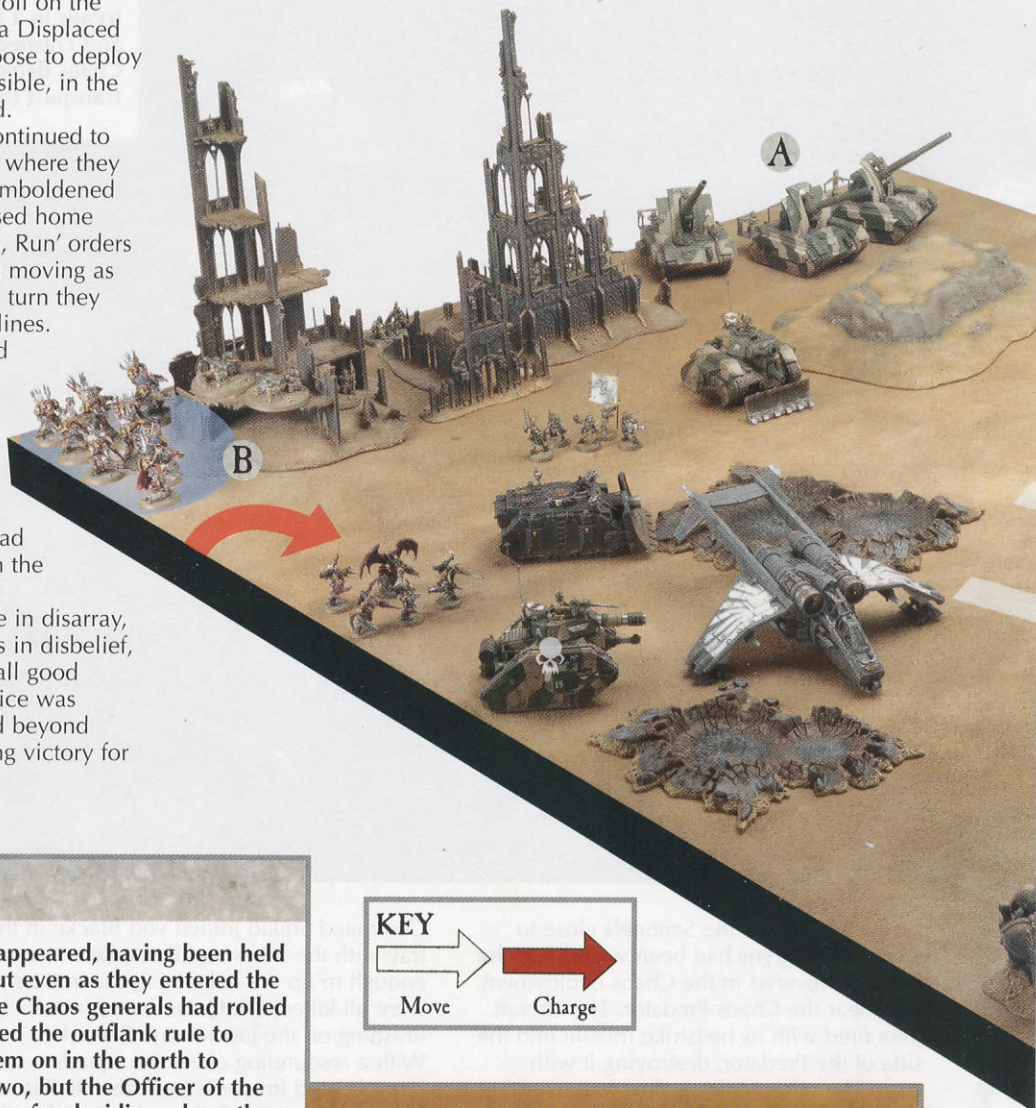 roll on the
a Displaced
pose to deploy
sible, in the
d.
ontinued to
where they
mboldened
sed home
, Run' orders
moving as
turn they
lines.
d
ad
n the
e in disarray,
s in disbelief,
all good
ice was
d beyond
ng victory for
A
B
appeared, having been held
ut even as they entered the
e Chaos generals had rolled
ed the outflank rule to
em on in the north to
wo, but the Officer of the
KEY
Move
Charge